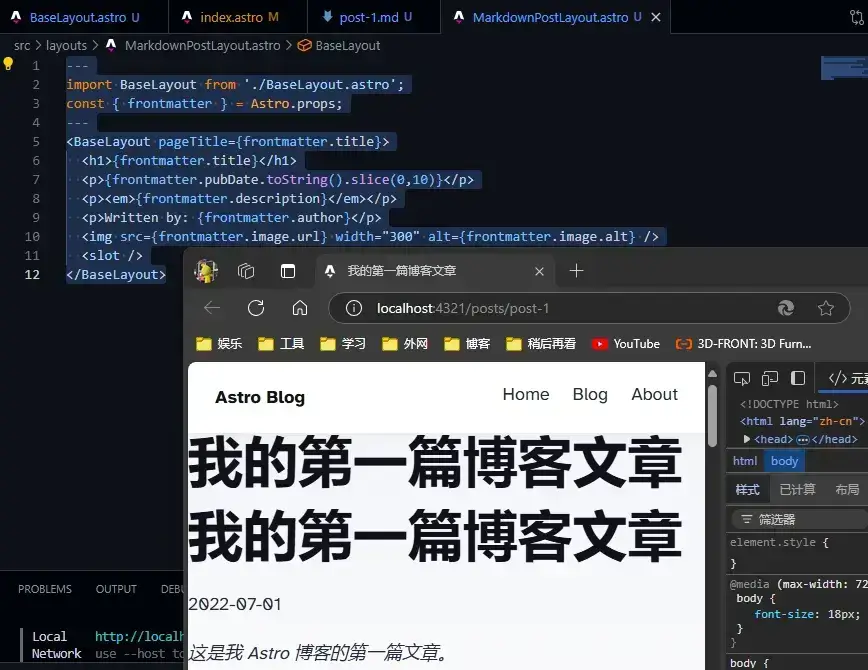 BaseLayout.astro U
index.astro M
post-1.md U
MarkdownPostLayout.astro U
src > layouts > MarkdownPostLayout.astro > BaseLayout
1 ---
2 import BaseLayout from './BaseLayout.astro';
3 const { frontmatter } = Astro.props;
4 ---
5 <BaseLayout pageTitle={frontmatter.title}>
6 <h1>{frontmatter.title}</h1>
7 <p>{frontmatter.pubDate.toString().slice(0,10)}</p>
8 <p><em>{frontmatter.description}</em></p>
9 <p>Written by: {frontmatter.author}</p>
10 <img src={frontmatter.image.url} width="300" alt={frontmatter.image.alt} />
11 <slot />
12 </BaseLayout>
我的第一篇博客文章
localhost:4321/posts/post-1
娱乐 工具 学习 外网 博客 稍后再看 YouTube 3D-FRONT: 3D Furn...
Astro Blog
Home Blog About
我的第一篇博客文章
我的第一篇博客文章
2022-07-01
这是我 Astro 博客的第一篇文章。
</> 元
<!DOCTYPE html>
<html lang="zh-cn">
<head> </head>
html body
样式 已计算 布局
筛选器
element.style {
}
@media (max-width: 72
body {
font-size: 18px;
}
}
body {
PROBLEMS OUTPUT DEBU
Local http://localh
Network use --host to